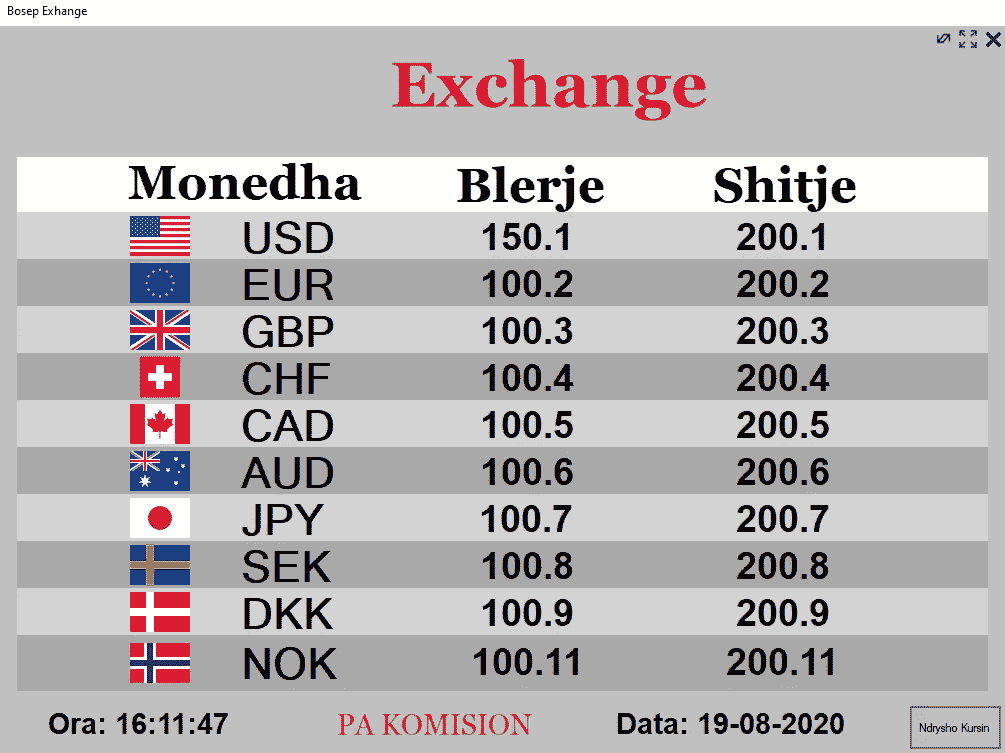 Bosep Exhange
Exchange
Monedha Blerje Shitje
USD 150.1 200.1
EUR 100.2 200.2
GBP 100.3 200.3
CHF 100.4 200.4
CAD 100.5 200.5
AUD 100.6 200.6
JPY 100.7 200.7
SEK 100.8 200.8
DKK 100.9 200.9
NOK 100.11 200.11
Ora: 16:11:47 PA KOMISION Data: 19-08-2020 Ndrysho Kursin